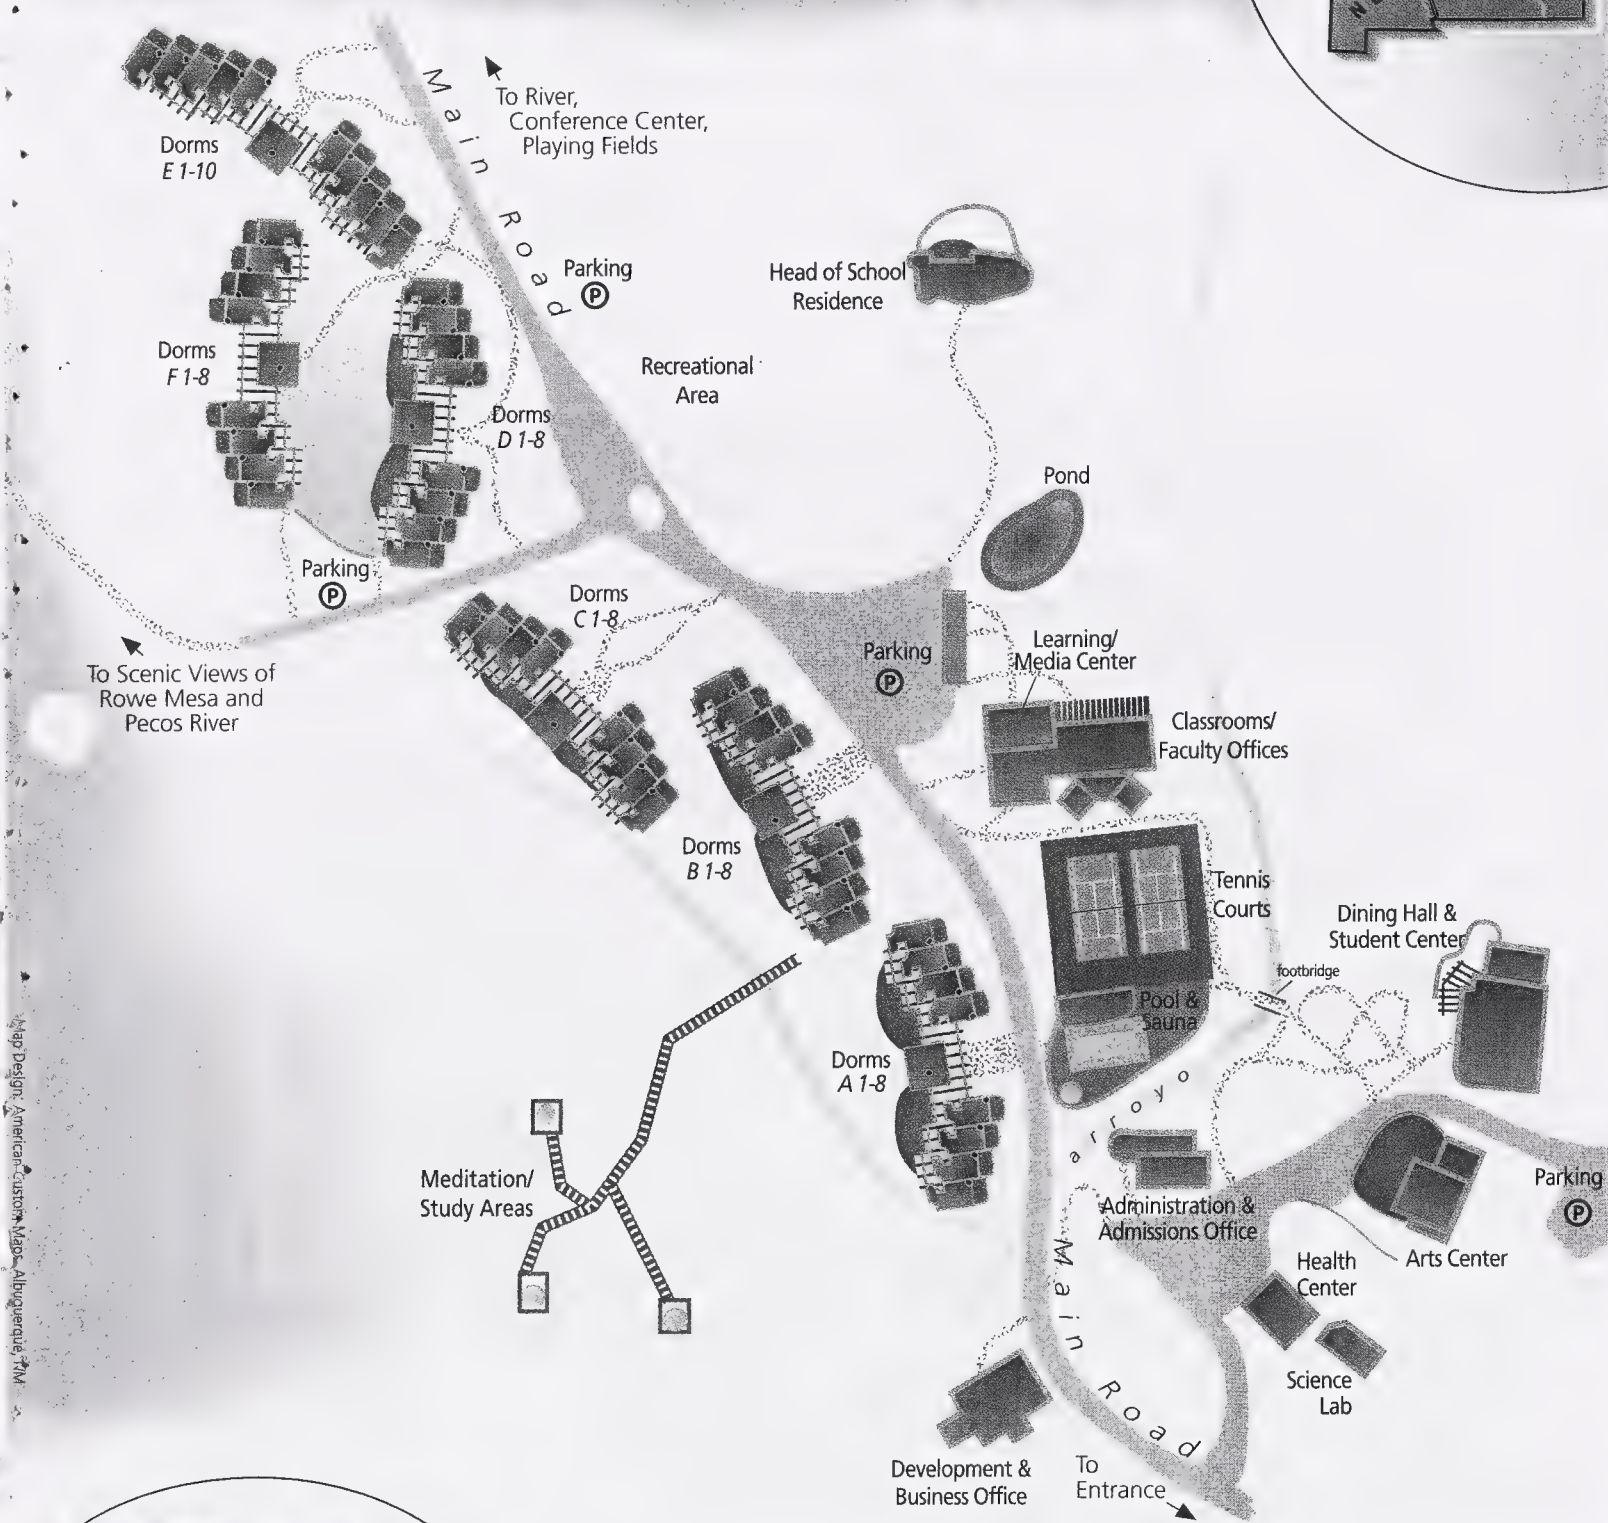 Main Road
To River,
Conference Center,
Playing Fields
Dorms
E 1-10
Parking
P
Head of School
Residence
Dorms
F 1-8
Recreational
Area
Dorms
D 1-8
Pond
Parking
P
Dorms
C 1-8
To Scenic Views of
Rowe Mesa and
Pecos River
Parking
P
Learning/
Media Center
Classrooms/
Faculty Offices
Dorms
B 1-8
Tennis
Courts
Dining Hall &
Student Center
footbridge
Pool &
Sauna
Dorms
A 1-8
arroyo
Meditation/
Study Areas
Administration &
Admissions Office
Parking
P
Arts Center
Health
Center
Main Road
Science
Lab
Development &
Business Office
To
Entrance
Map Design: American Custom Maps, Albuquerque, NM